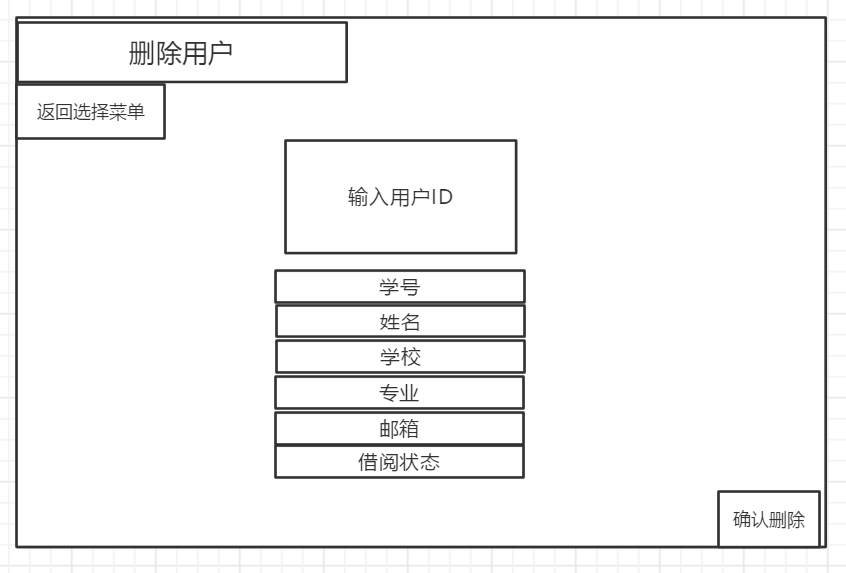 删除用户
返回选择菜单
输入用户ID
学号
姓名
学校
专业
邮箱
借阅状态
确认删除